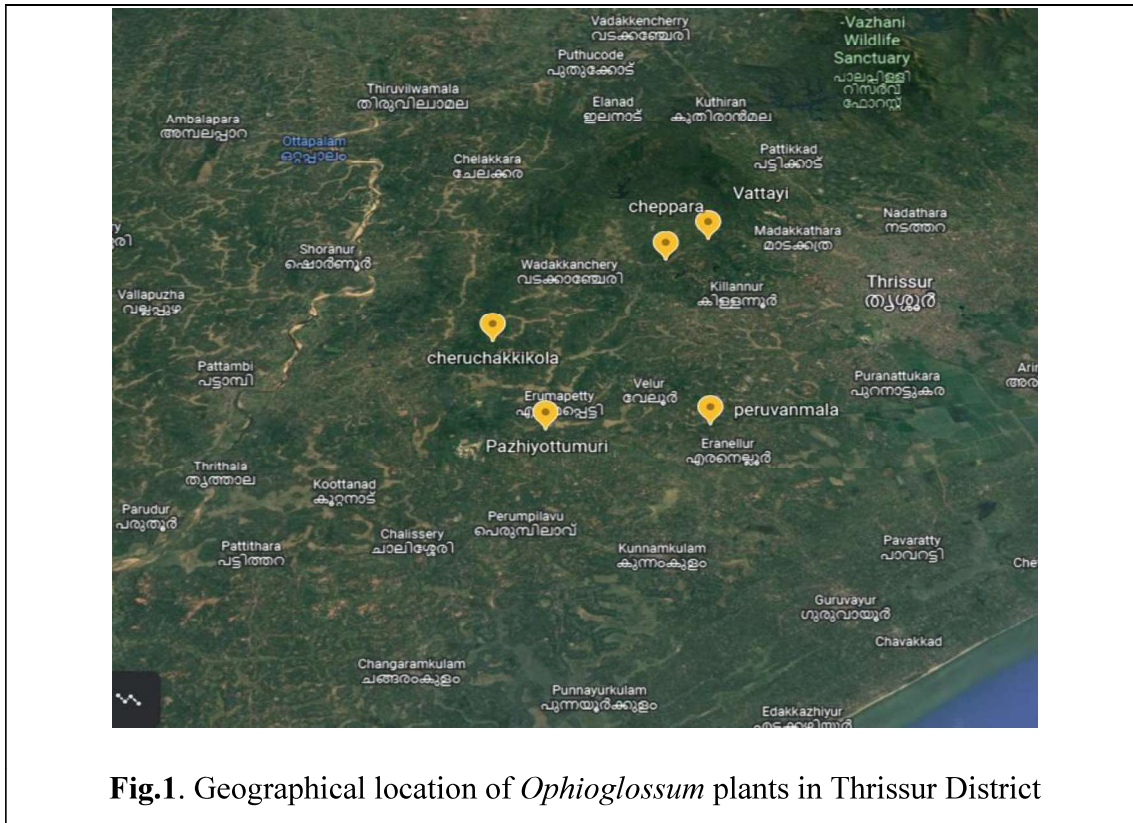 Vadakkencherry
വടക്കഞ്ചേരി
-Vazhani
Wildlife
Sanctuary
പാലപ്പിള്ളി
റിസർവ്
ഫോറസ്റ്റ്
Puthucode
പുതുക്കോട്
Thiruvilwamala
തിരുവില്വാമല
Elanad
ഇലനാട്
Kuthiran
കുതിരാൻമല
Ambalapara
അമ്പലപ്പാറ
Ottapalam
ഒറ്റപ്പാലം
Chelakkara
ചേലക്കര
Pattikkad
പട്ടിക്കാട്
Vattayi
cheppara
Nadathara
നടത്തറ
Madakkathara
മാടക്കത്ര
Shoranur
ഷൊർണൂർ
Wadakkanchery
വടക്കാഞ്ചേരി
Killannur
കിള്ളന്നൂർ
Thrissur
തൃശ്ശൂർ
Vallapuzha
വല്ലപ്പുഴ
cheruchakkikola
Pattambi
പട്ടാമ്പി
Velur
വേലൂർ
Puranattukara
പുറനാട്ടുകര
Erumapetty
peruvanmala
Pazhiyottumuri
Eranellur
എരനെല്ലൂർ
Thrithala
തൃത്താല
Koottanad
കൂറ്റനാട്
Parudur
പരുതൂർ
Perumpilavu
പെരുമ്പിലാവ്
Chalissery
ചാലിശ്ശേരി
Pattithara
പട്ടിത്തറ
Kunnamkulam
കുന്നംകുളം
Pavaratty
പാവറട്ടി
Guruvayur
ഗുരുവായൂർ
Chavakkad
Changaramkulam
ചങ്ങരംകുളം
Punnayurkulam
പുന്നയൂർക്കുളം
Edakkazhiyur
Fig.1. Geographical location of Ophioglossum plants in Thrissur District